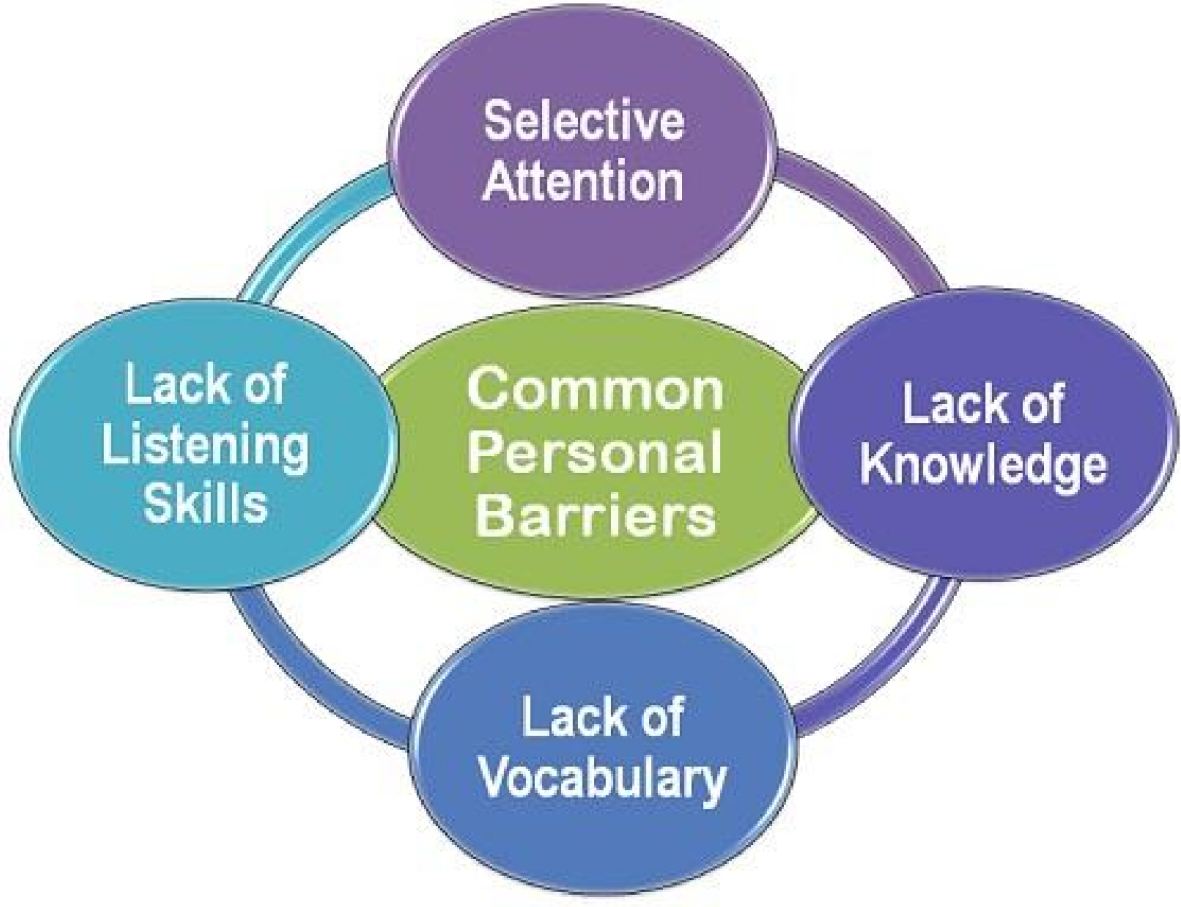 Selective
Attention
Lack of
Listening
Skills
Common
Personal
Barriers
Lack of
Knowledge
Lack of
Vocabulary